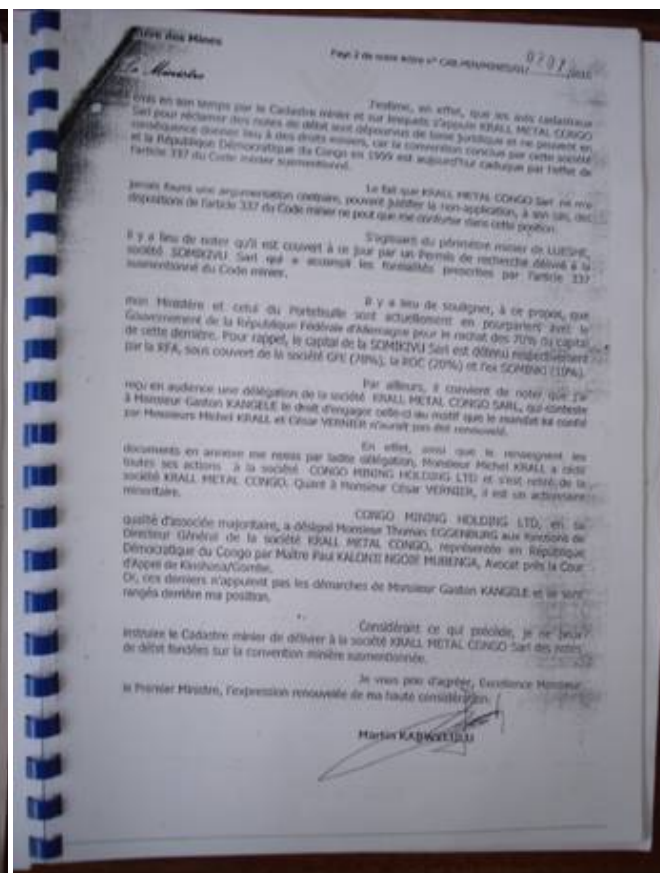 des Mines
Page 2 de notre lettre n° CAB.MIN/MINES/01/ 0707 /2010
Le Ministre
J'estime, en effet, que les avis cadastraux
émis en son temps par le Cadastre minier et sur lesquels s'appuie KRALL METAL CONGO
Sarl pour réclamer des notes de débit sont dépourvus de base juridique et ne peuvent en
conséquence donner lieu à des droits miniers, car la convention conclue par cette société
et la République Démocratique du Congo en 1999 est aujourd'hui caduque par l'effet de
l'article 337 du Code minier susmentionné.
Le fait que KRALL METAL CONGO Sarl ne m'a
jamais fourni une argumentation contraire, pouvant justifier la non-application, à son cas, des
dispositions de l'article 337 du Code minier ne peut que me conforter dans cette position.
S'agissant du périmètre minier de LUESHE,
il y a lieu de noter qu'il est couvert à ce jour par un Permis de recherche délivré à la
société SOMIKIVU Sarl qui a accompli les formalités prescrites par l'article 337
susmentionné du Code minier.
Il y a lieu de souligner, à ce propos, que
mon Ministère et celui du Portefeuille sont actuellement en pourparlers avec le
Gouvernement de la République Fédérale d'Allemagne pour le rachat des 70% du capital
de cette dernière. Pour rappel, le capital de la SOMIKIVU Sarl est détenu respectivement
par la RFA, sous couvert de la société GFE (70%), la RDC (20%) et l'ex SOMINKI (10%).
Par ailleurs, il convient de noter que j'ai
reçu en audience une délégation de la société KRALL METAL CONGO SARL, qui conteste
à Monsieur Gaston KANGELE le droit d'engager celle-ci au motif que le mandat lui confié
par Messieurs Michel KRALL et César VERNIER n'aurait pas été renouvelé.
En effet, ainsi que le renseignent les
documents en annexe me remis par ladite délégation, Monsieur Michel KRALL a cédé
toutes ses actions à la société CONGO MINING HOLDING LTD et s'est retiré de la
société KRALL METAL CONGO. Quant à Monsieur César VERNIER, il est un actionnaire
minoritaire.
CONGO MINING HOLDING LTD, en sa
qualité d'associée majoritaire, a désigné Monsieur Thomas EGGENBURG aux fonctions de
Directeur Général de la société KRALL METAL CONGO, représentée en République
Démocratique du Congo par Maître Paul KALONJI NGOIE MUBENGA, Avocat près la Cour
d'Appel de Kinshasa/Gombe.
Or, ces derniers n'appuient pas les démarches de Monsieur Gaston KANGELE et se sont
rangés derrière ma position.
Considérant ce qui précède, je ne peux
instruire le Cadastre minier de délivrer à la société KRALL METAL CONGO Sarl des notes
de débit fondées sur la convention minière susmentionnée.
Je vous prie d'agréer, Excellence Monsieur
le Premier Ministre, l'expression renouvelée de ma haute considération.
Martin KABWELULU